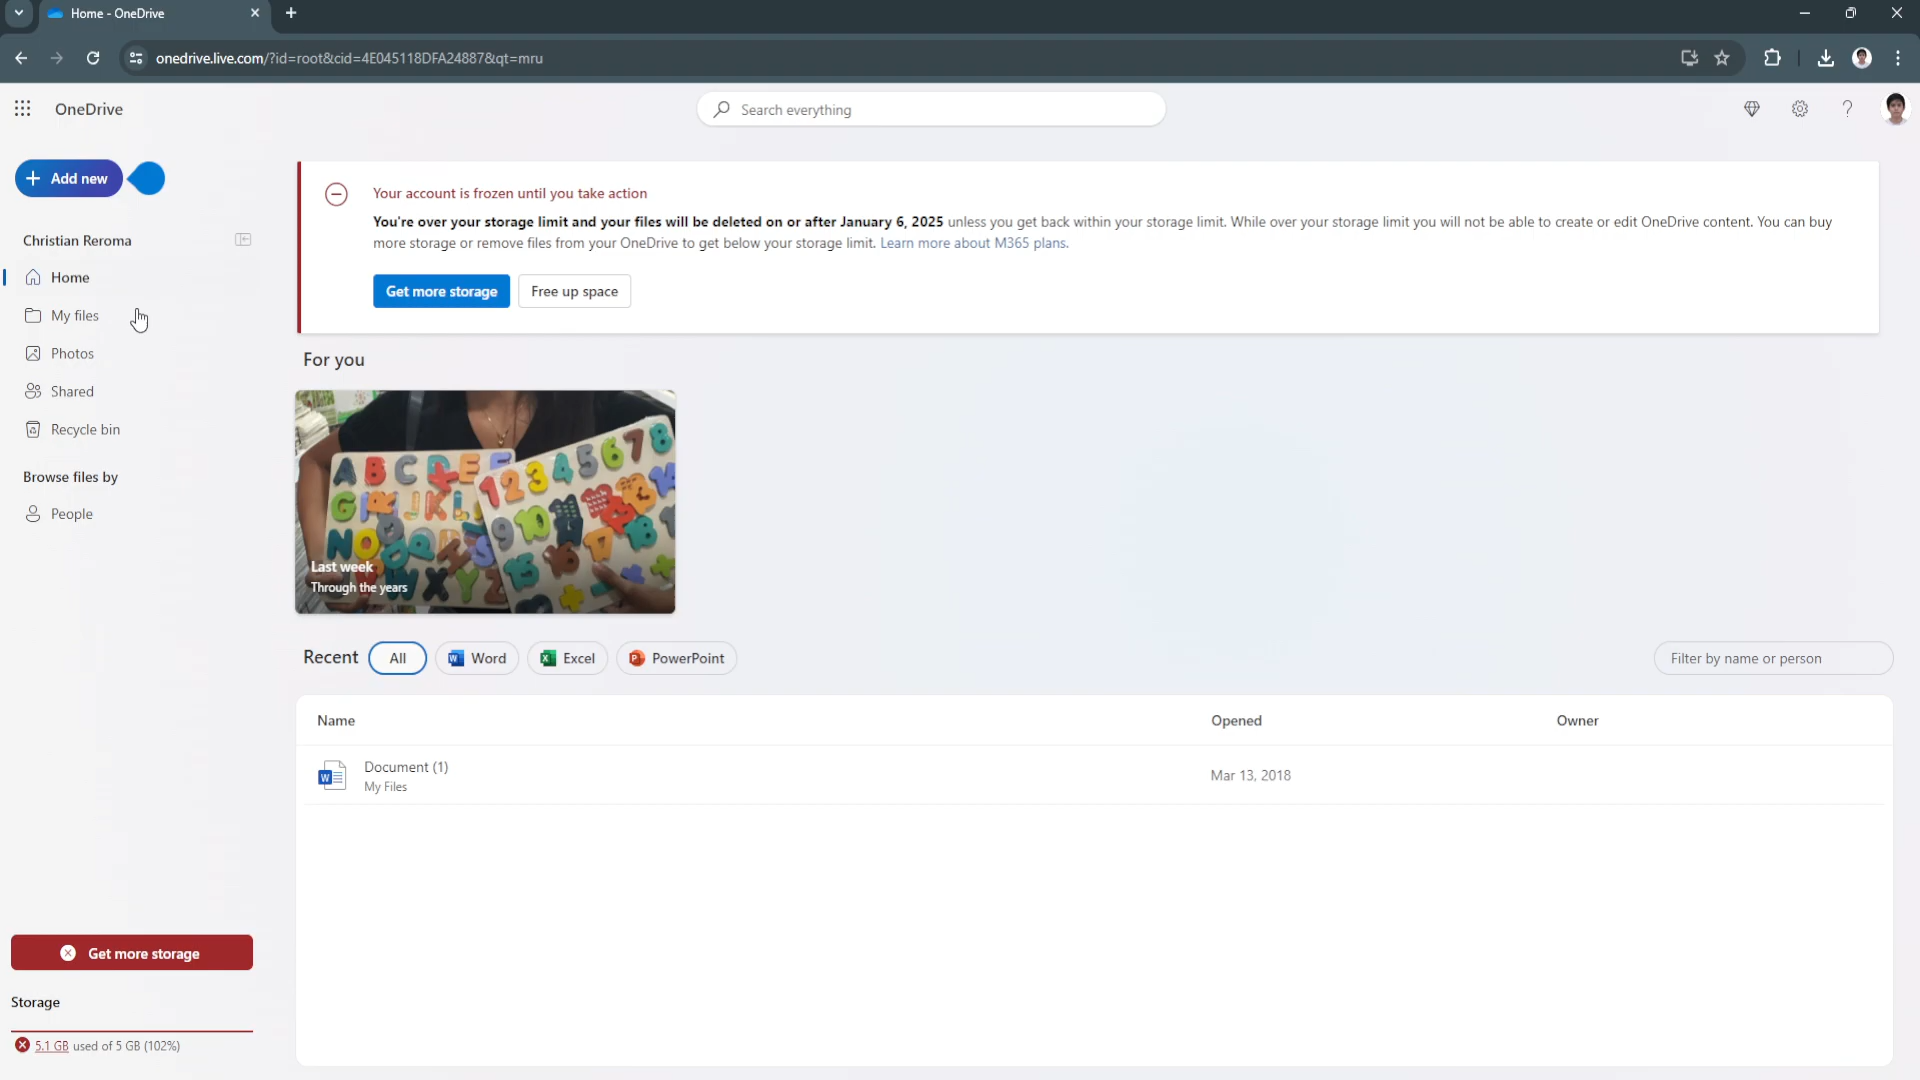 Home - OneDrive
onedrive.live.com/?id=root&cid=4E045118DFA24887&qt=mru
OneDrive
Search everything
Add new
Christian Reroma
Home
My files
Photos
Shared
Recycle bin
Browse files by
People
Your account is frozen until you take action
You're over your storage limit and your files will be deleted on or after January 6, 2025 unless you get back within your storage limit. While over your storage limit you will not be able to create or edit OneDrive content. You can buy
more storage or remove files from your OneDrive to get below your storage limit. Learn more about M365 plans.
Get more storage
Free up space
For you
Last week
Through the years
Recent
All
Word
Excel
PowerPoint
Filter by name or person
Name
Opened
Owner
Document (1)
My Files
Mar 13, 2018
Get more storage
Storage
5.1 GB used of 5 GB (102%)